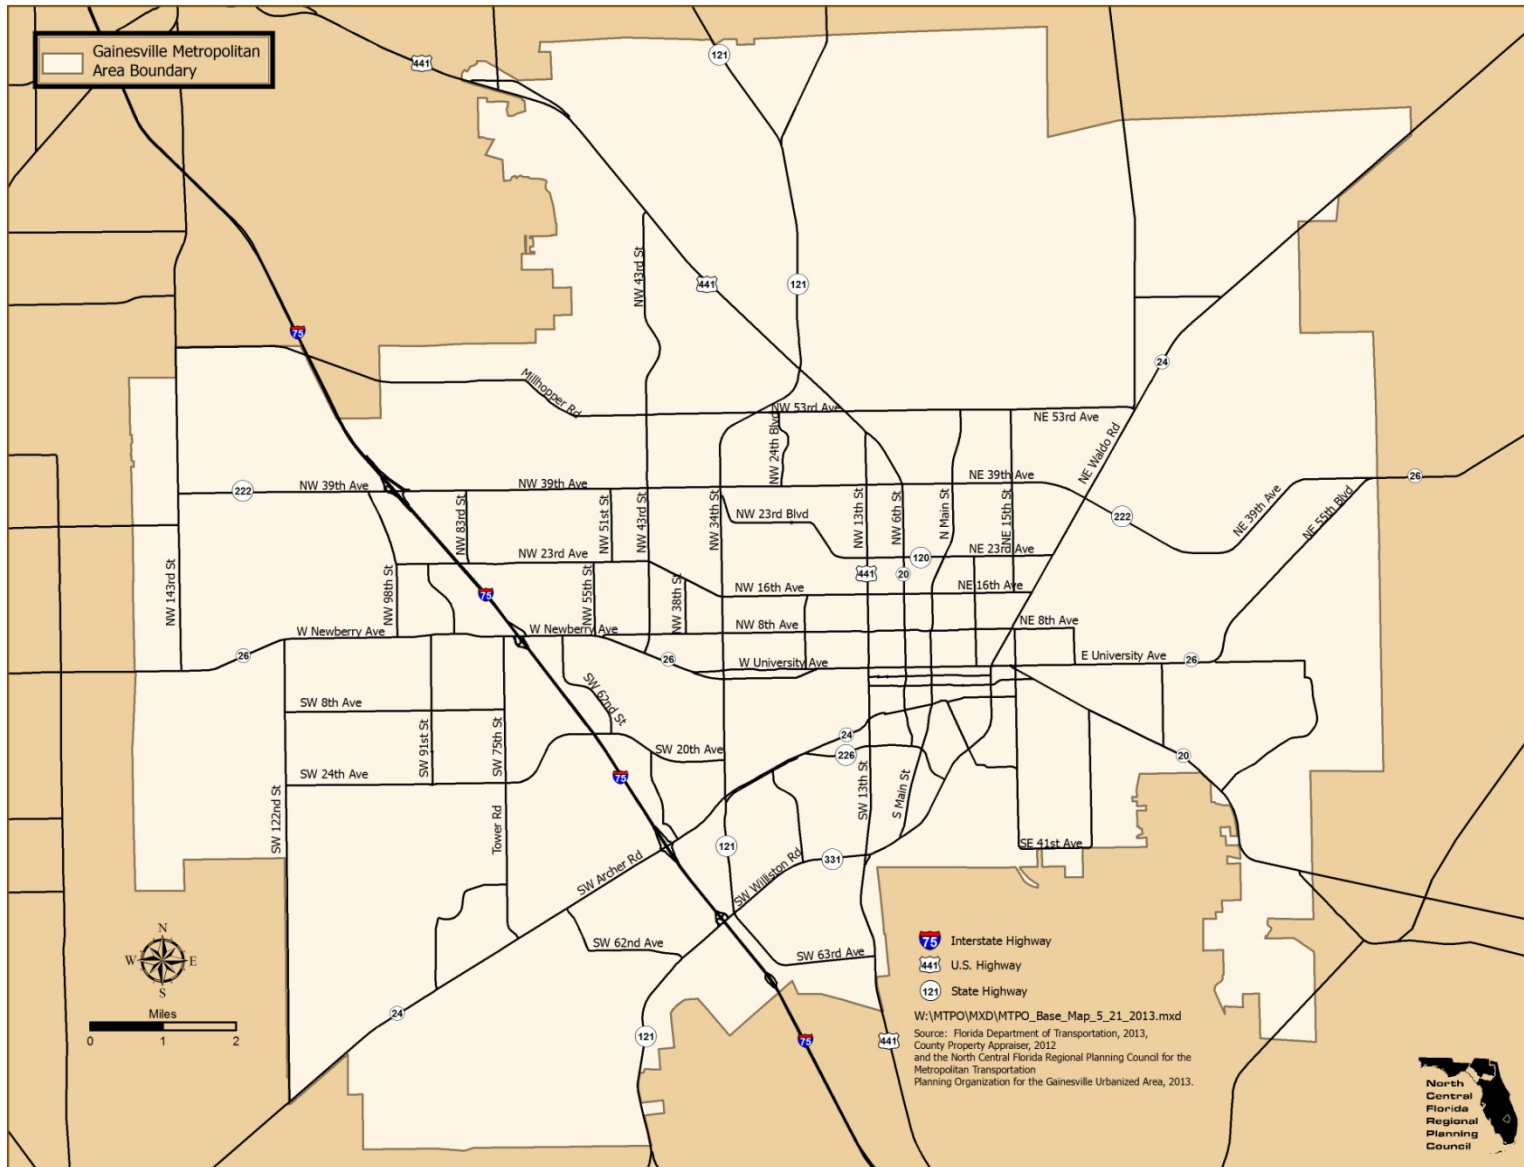 Gainesville Metropolitan
Area Boundary
441
121
75
NW 43rd St
441
121
24
Millhopper Rd
NW 53rd Ave
NE 53rd Ave
NW 24th Blvd
NE Waldo Rd
222
NW 39th Ave
NW 39th Ave
NE 39th Ave
26
NW 83rd St
NW 51st St
NW 43rd St
NW 34th St
NW 23rd Blvd
NW 13th St
NW 6th St
N Main St
NE 15th St
222
NE 39th Ave
NE 55th Blvd
NW 143rd St
NW 98th St
NW 23rd Ave
120
NE 23rd Ave
441
20
75
NW 55th St
NW 38th St
NW 16th Ave
NE 16th Ave
W Newberry Ave
W Newberry Ave
NW 8th Ave
NE 8th Ave
26
26
W University Ave
E University Ave
26
SW 62nd St
SW 8th Ave
SW 91st St
SW 75th St
SW 20th Ave
24
226
20
SW 24th Ave
75
SW 122nd St
Tower Rd
SW 13th St
S Main St
121
SW Archer Rd
SW Williston Rd
331
SE 41st Ave
SW 62nd Ave
SW 63rd Ave
24
121
75
441
N
W E
S
Miles
0 1 2
75 Interstate Highway
441 U.S. Highway
121 State Highway
W:\MTPO\MXD\MTPO_Base_Map_5_21_2013.mxd
Source: Florida Department of Transportation, 2013,
County Property Appraiser, 2012
and the North Central Florida Regional Planning Council for the
Metropolitan Transportation
Planning Organization for the Gainesville Urbanized Area, 2013.
North
Central
Florida
Regional
Planning
Council